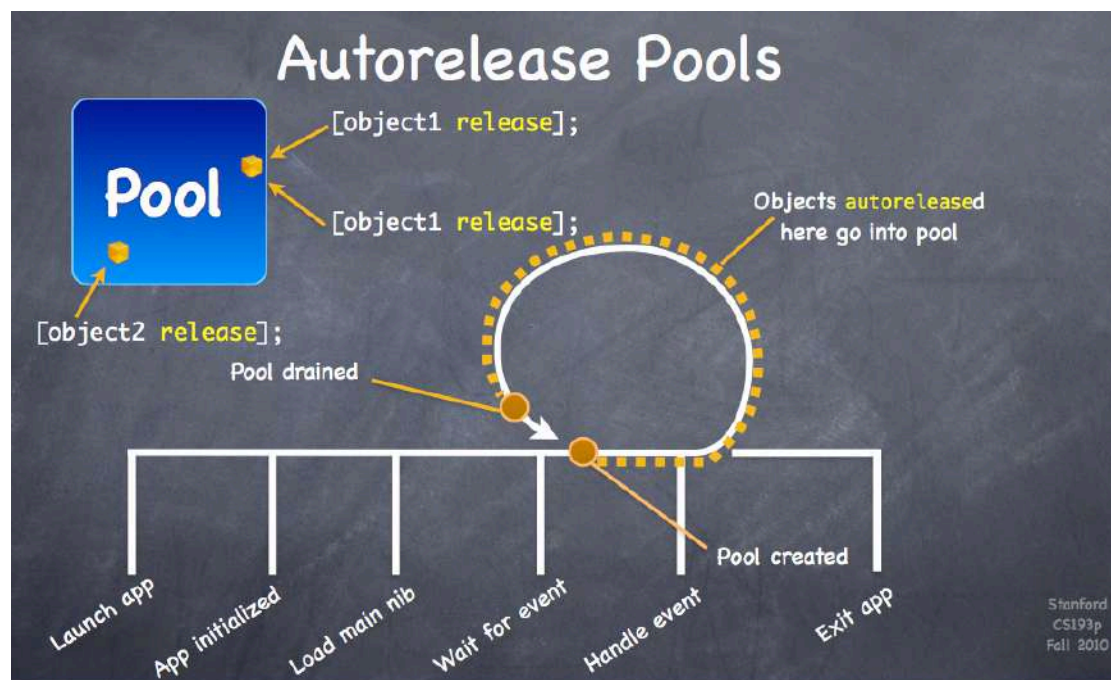 Autorelease Pools
Pool
[object1 release];
[object1 release];
[object2 release];
Objects autoreleased
here go into pool
Pool drained
Pool created
Launch app
App initialized
Load main nib
Wait for event
Handle event
Exit app
Stanford
CS193p
Fall 2010